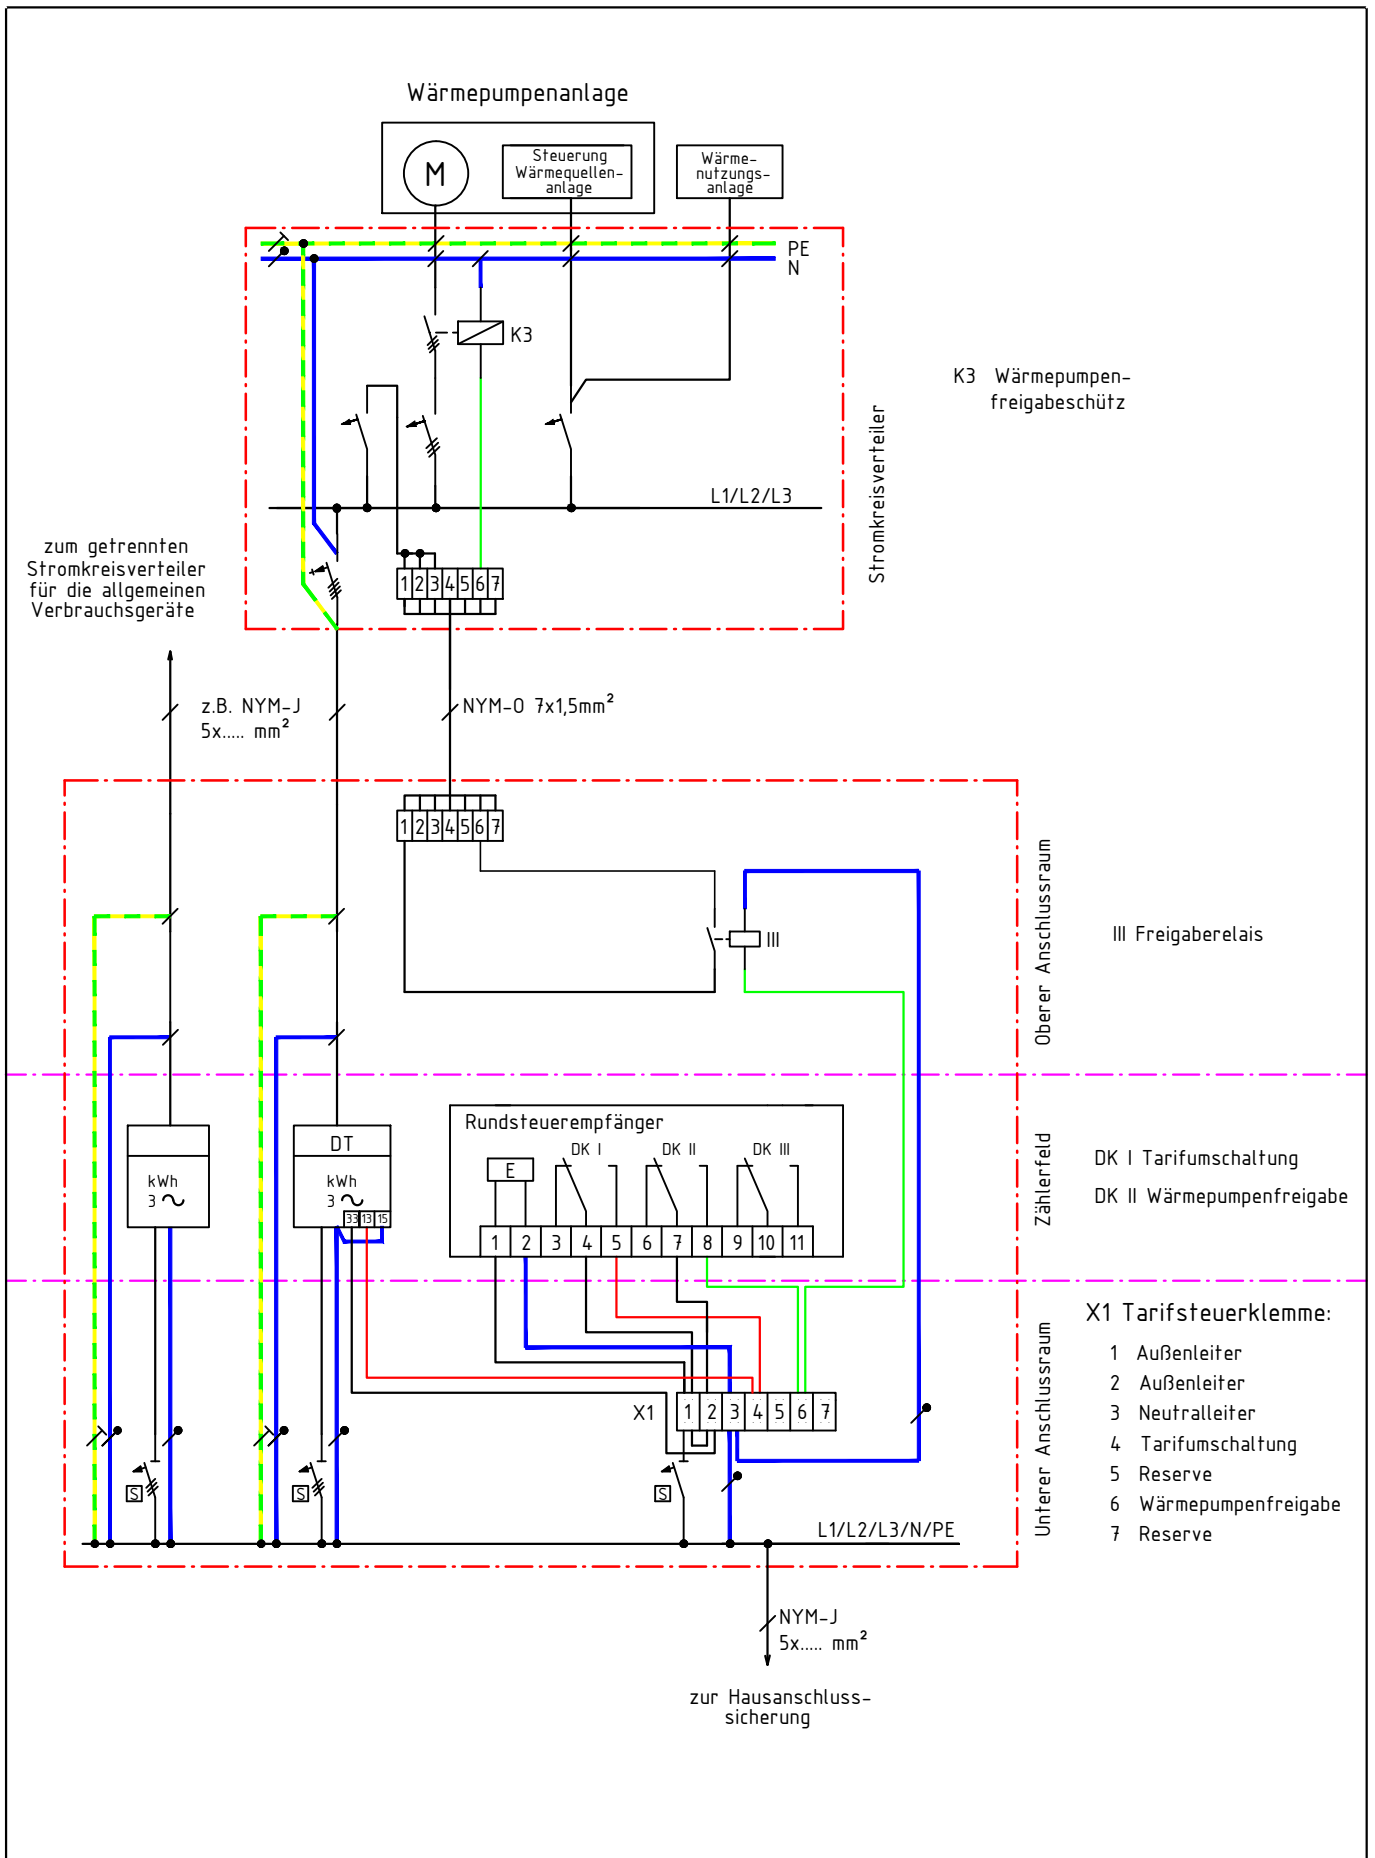 Wärmepumpenanlage
M
Steuerung
Wärmequellen-
anlage
Wärme-
nutzungs-
anlage
PE
N
K3
K3 Wärmepumpen-
freigabeschütz
Stromkreisverteiler
L1/L2/L3
zum getrennten
Stromkreisverteiler
für die allgemeinen
Verbrauchsgeräte
1 2 3 4 5 6 7
z.B. NYM-J
5x..... mm²
NYM-O 7x1,5mm²
1 2 3 4 5 6 7
III
III Freigaberelais
Oberer Anschlussraum
Rundsteuerempfänger
DK I
DK II
DK III
E
DT
kWh
3
kWh
3
33 13 15
1 2 3 4 5 6 7 8 9 10 11
Zählerfeld
DK I Tarifumschaltung
DK II Wärmepumpenfreigabe
X1 Tarifsteuerklemme:
1 Außenleiter
2 Außenleiter
3 Neutralleiter
4 Tarifumschaltung
5 Reserve
6 Wärmepumpenfreigabe
7 Reserve
Unterer Anschlussraum
X1
1 2 3 4 5 6 7
S
S
S
L1/L2/L3/N/PE
NYM-J
5x..... mm²
zur Hausanschluss-
sicherung